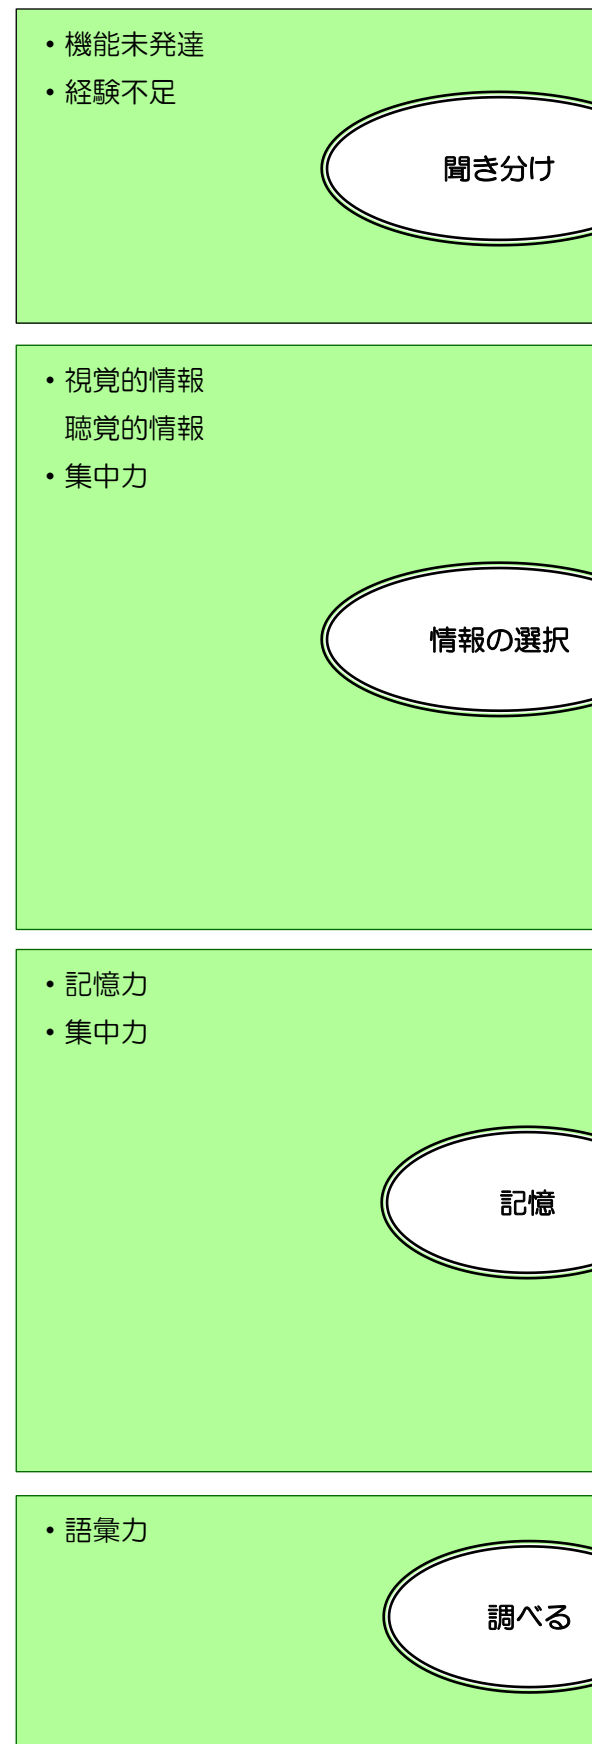 ・機能未発達
・経験不足
聞き分け
・視覚的情報
聴覚的情報
・集中力
情報の選択
・記憶力
・集中力
記憶
・語彙力
調べる